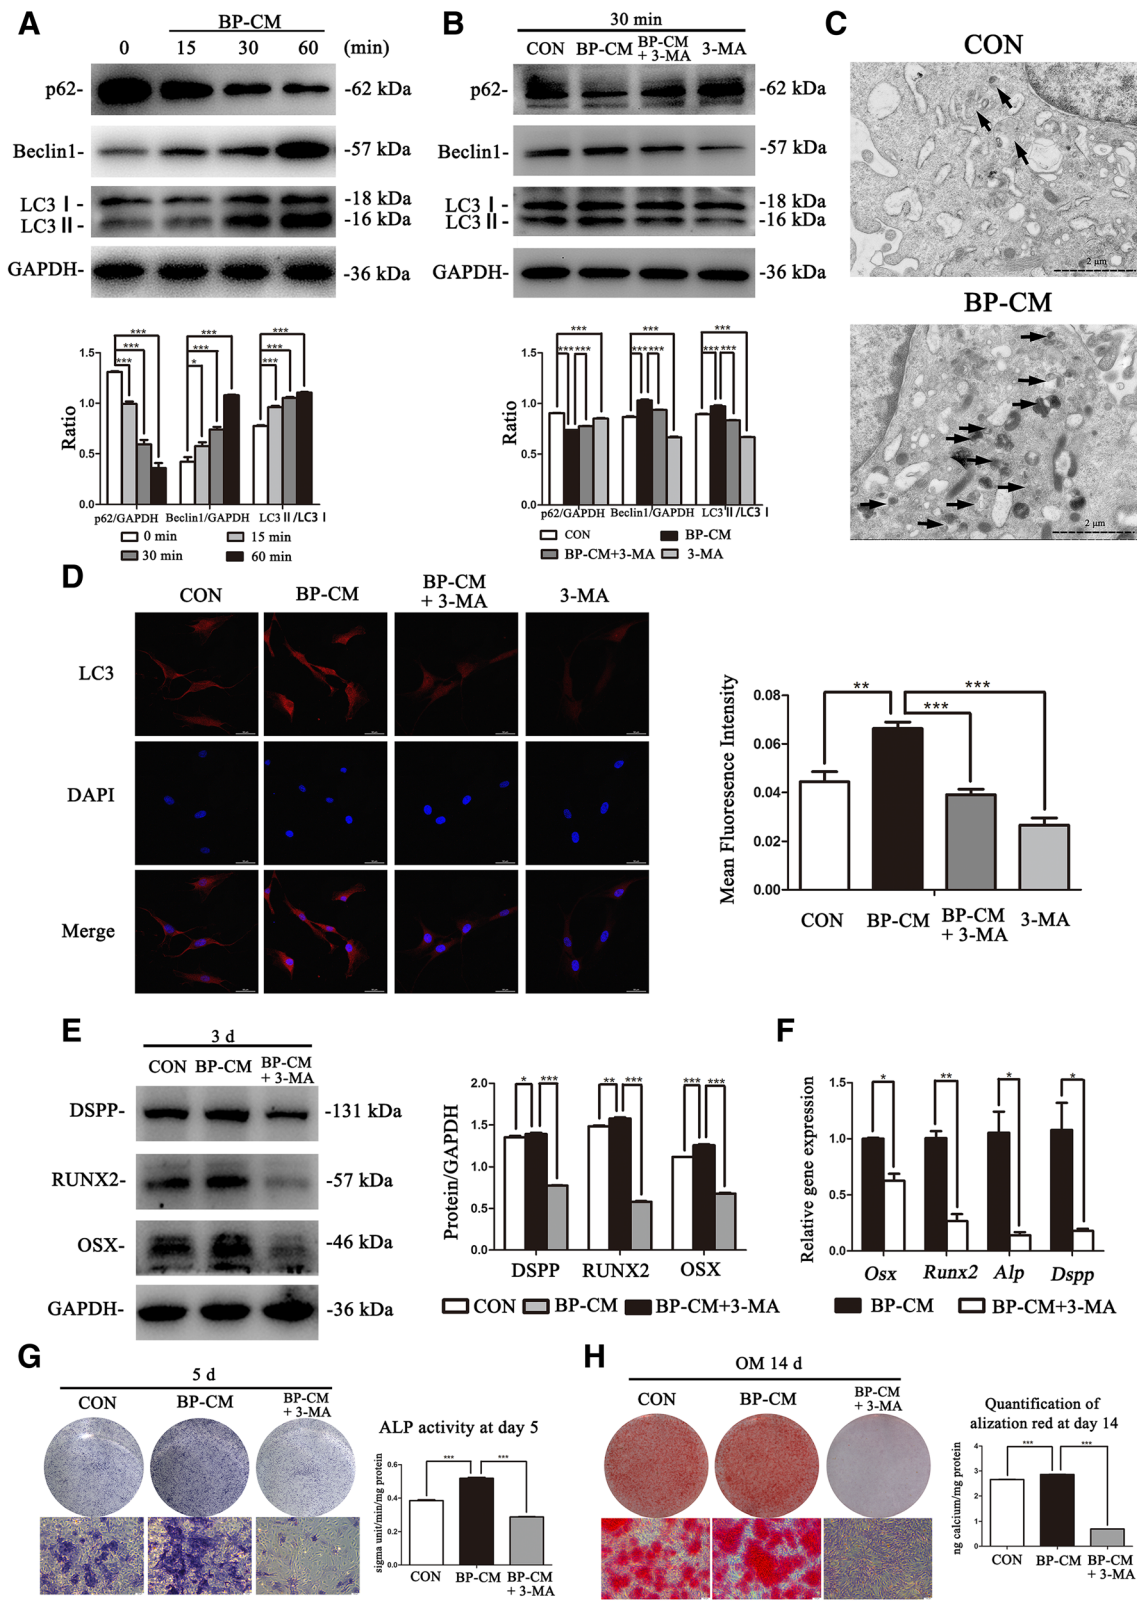 A
BP-CM
0 15 30 60 (min)
p62- -62 kDa
Beclin1- -57 kDa
LC3 Ⅰ - -18 kDa
LC3 Ⅱ - -16 kDa
GAPDH- -36 kDa
*** *** ***
*** *** ***
*** * ***
Ratio
1.5
1.0
0.5
0.0
p62/GAPDH Beclin1/GAPDH LC3 Ⅱ/LC3 Ⅰ
0 min 15 min
30 min 60 min
B
30 min
CON BP-CM BP-CM + 3-MA 3-MA
p62- -62 kDa
Beclin1- -57 kDa
LC3 Ⅰ - -18 kDa
LC3 Ⅱ - -16 kDa
GAPDH- -36 kDa
*** *** ***
*** *** *** *** *** ***
Ratio
1.5
1.0
0.5
0.0
p62/GAPDH Beclin1/GAPDH LC3 Ⅱ/LC3 Ⅰ
CON BP-CM
BP-CM+3-MA 3-MA
C
CON
2 μm
BP-CM
2 μm
D
CON BP-CM BP-CM + 3-MA 3-MA
LC3
DAPI
Merge
Mean Fluoresence Intensity
0.08
0.06
0.04
0.02
0.00
** ***
***
CON BP-CM BP-CM + 3-MA 3-MA
E
3 d
CON BP-CM BP-CM + 3-MA
DSPP- -131 kDa
RUNX2- -57 kDa
OSX- -46 kDa
GAPDH- -36 kDa
Protein/GAPDH
2.0
1.5
1.0
0.5
0.0
* *** ** *** *** ***
DSPP RUNX2 OSX
CON BP-CM BP-CM+3-MA
F
Relative gene expression
1.5
1.0
0.5
0.0
* ** * *
Osx Runx2 Alp Dspp
BP-CM BP-CM+3-MA
G
5 d
CON BP-CM BP-CM + 3-MA
ALP activity at day 5
sigma unit/min/mg protein
0.6
0.4
0.2
0.0
*** ***
CON BP-CM BP-CM + 3-MA
H
OM 14 d
CON BP-CM BP-CM + 3-MA
Quantification of
alization red at day 14
ng calcium/mg protein
4
3
2
1
0
*** ***
CON BP-CM BP-CM + 3-MA